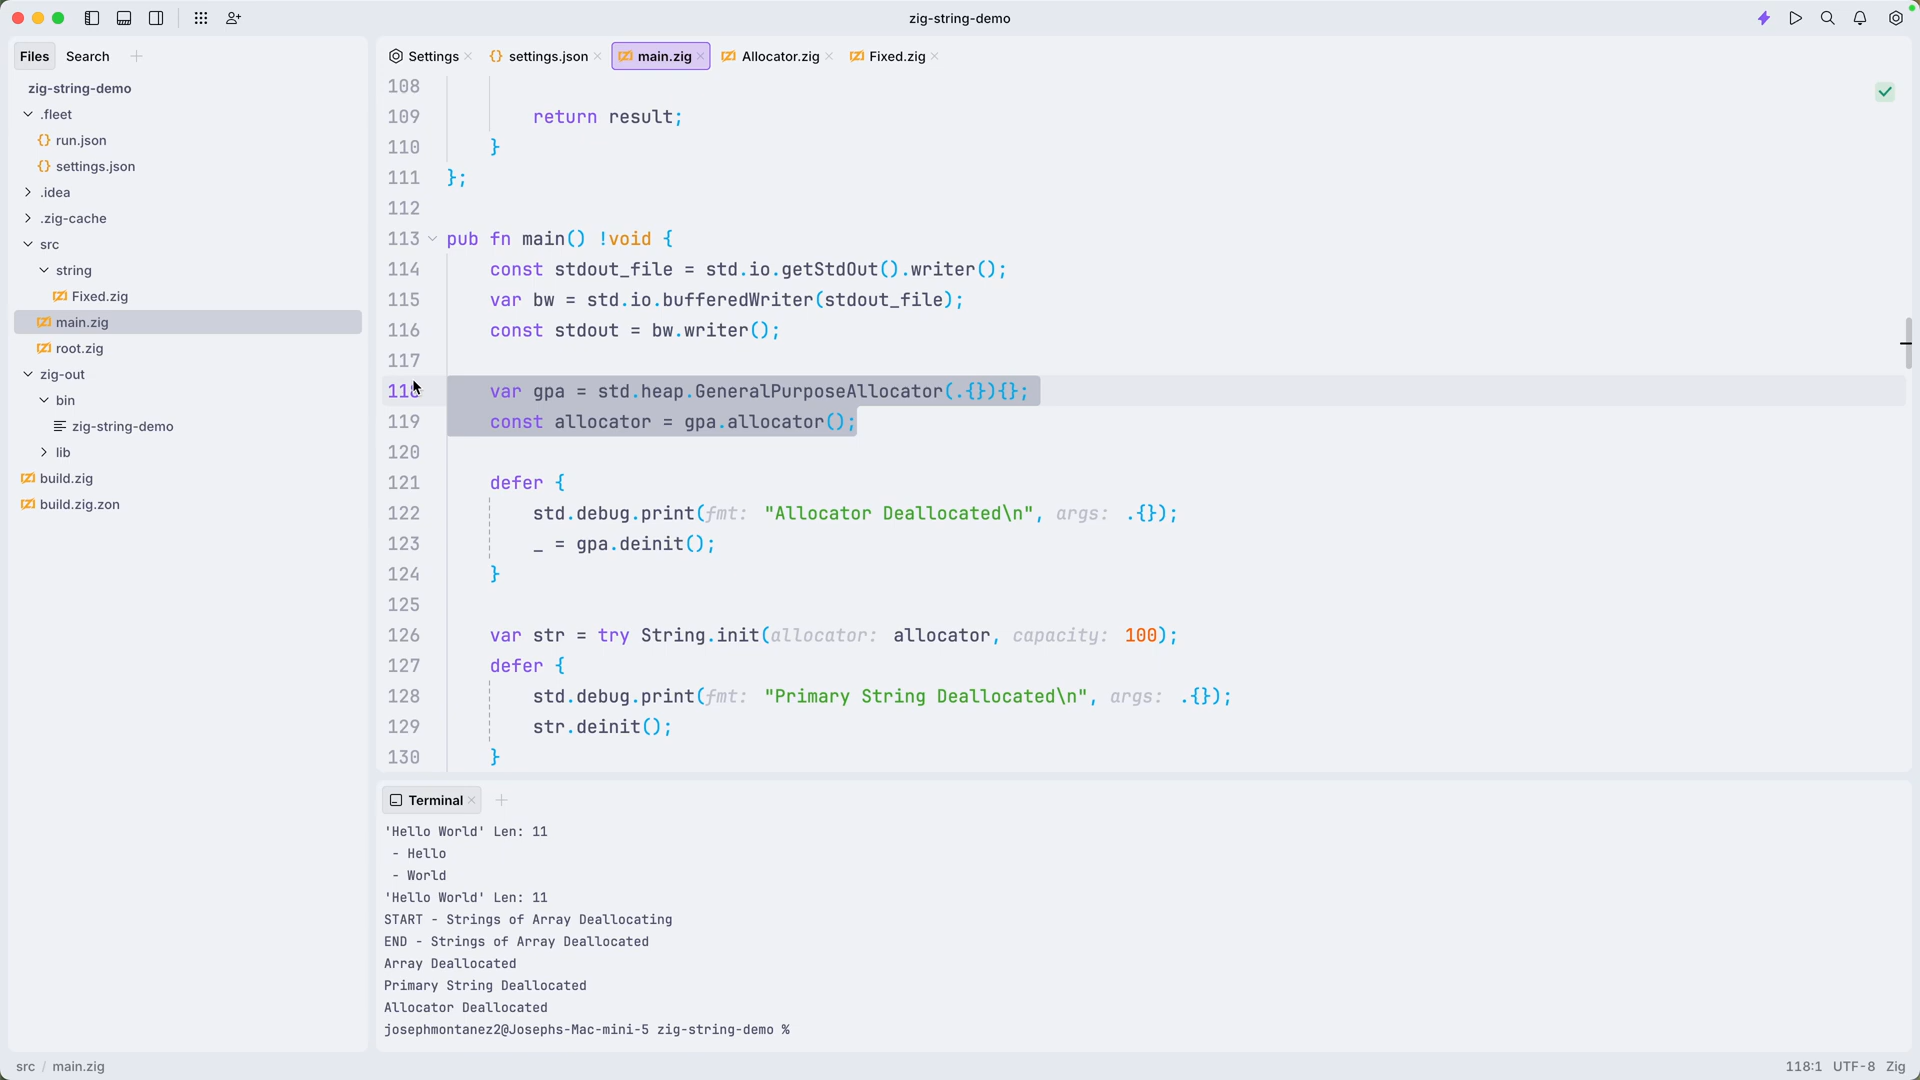 zig-string-demo
Files Search
zig-string-demo
.fleet
run.json
settings.json
.idea
.zig-cache
src
string
Fixed.zig
main.zig
root.zig
zig-out
bin
zig-string-demo
lib
build.zig
build.zig.zon
Settings settings.json main.zig Allocator.zig Fixed.zig
108
109 return result;
110 }
111 };
112
113 pub fn main() !void {
114 const stdout_file = std.io.getStdOut().writer();
115 var bw = std.io.bufferedWriter(stdout_file);
116 const stdout = bw.writer();
117
118 var gpa = std.heap.GeneralPurposeAllocator(.{}){};
119 const allocator = gpa.allocator();
120
121 defer {
122 std.debug.print(fmt: "Allocator Deallocated\n", args: .{});
123 _ = gpa.deinit();
124 }
125
126 var str = try String.init(allocator: allocator, capacity: 100);
127 defer {
128 std.debug.print(fmt: "Primary String Deallocated\n", args: .{});
129 str.deinit();
130 }
Terminal
'Hello World' Len: 11
- Hello
- World
'Hello World' Len: 11
START - Strings of Array Deallocating
END - Strings of Array Deallocated
Array Deallocated
Primary String Deallocated
Allocator Deallocated
josephmontanez2@Josephs-Mac-mini-5 zig-string-demo %
src / main.zig
118:1 UTF-8 Zig